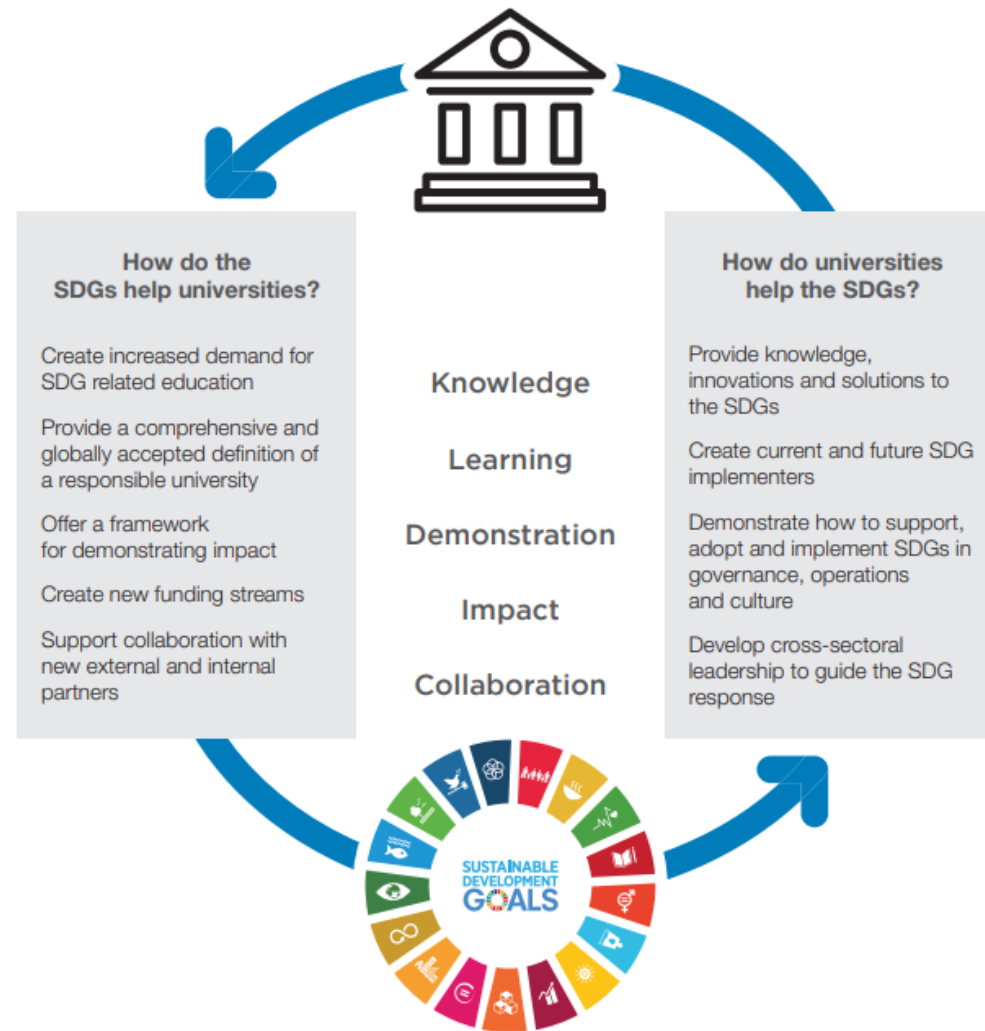 How do the
SDGs help universities?
Create increased demand for
SDG related education
Provide a comprehensive and
globally accepted definition of
a responsible university
Offer a framework
for demonstrating impact
Create new funding streams
Support collaboration with
new external and internal
partners
Knowledge
Learning
Demonstration
Impact
Collaboration
How do universities
help the SDGs?
Provide knowledge,
innovations and solutions to
the SDGs
Create current and future SDG
implementers
Demonstrate how to support,
adopt and implement SDGs in
governance, operations
and culture
Develop cross-sectoral
leadership to guide the SDG
response
SUSTAINABLE
DEVELOPMENT
GOALS